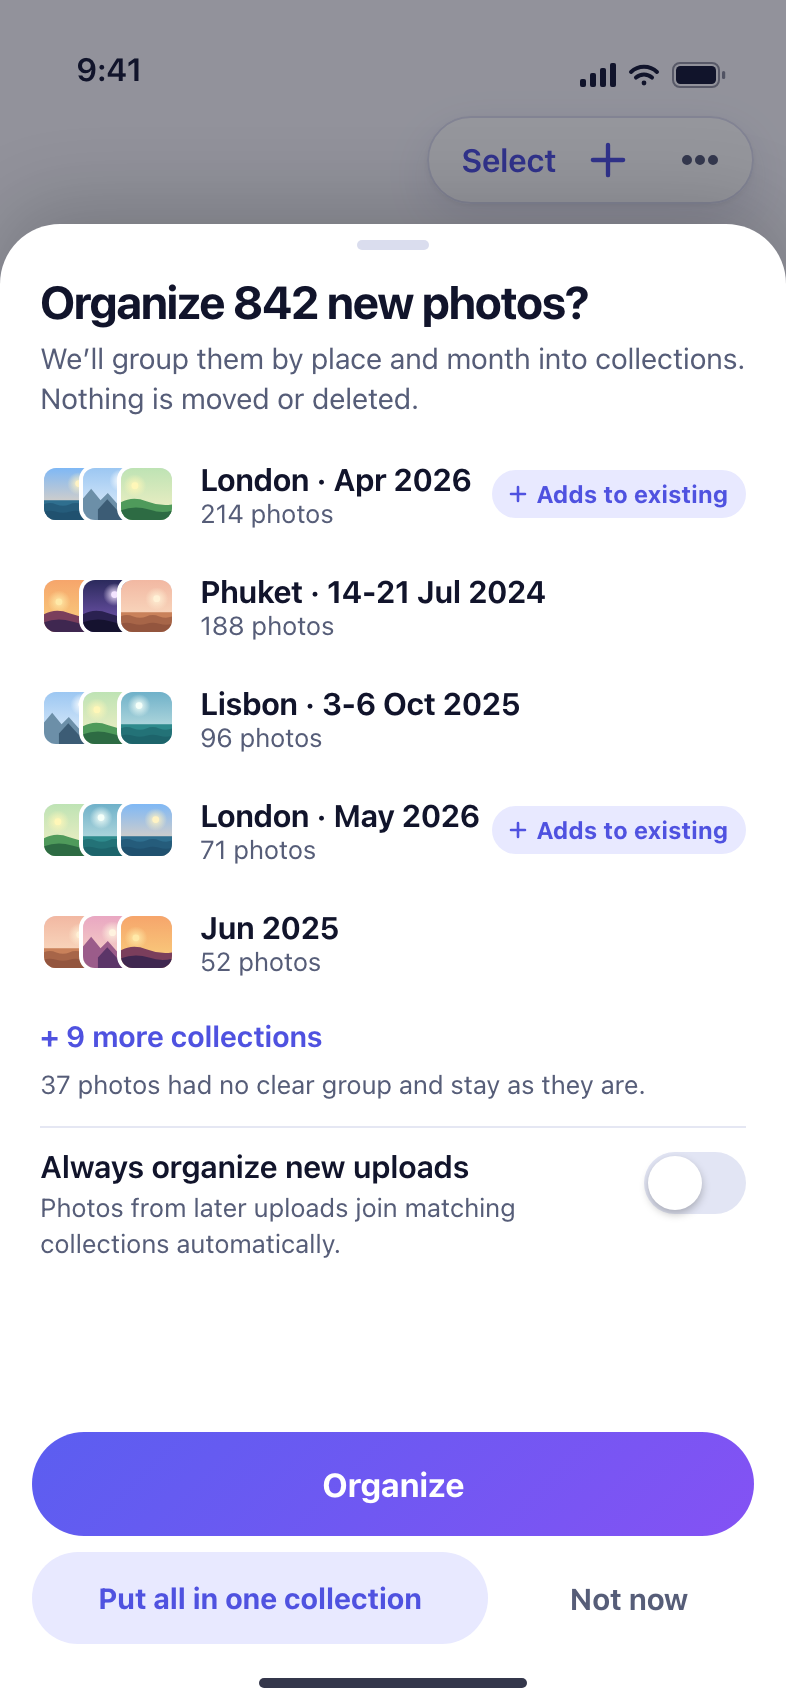 9:41
Select
Organize 842 new photos?
We’ll group them by place and month into collections.
Nothing is moved or deleted.
London · Apr 2026
+ Adds to existing
214 photos
Phuket · 14-21 Jul 2024
188 photos
Lisbon · 3-6 Oct 2025
96 photos
London · May 2026
+ Adds to existing
71 photos
Jun 2025
52 photos
+ 9 more collections
37 photos had no clear group and stay as they are.
Always organize new uploads
Photos from later uploads join matching
collections automatically.
Organize
Put all in one collection
Not now